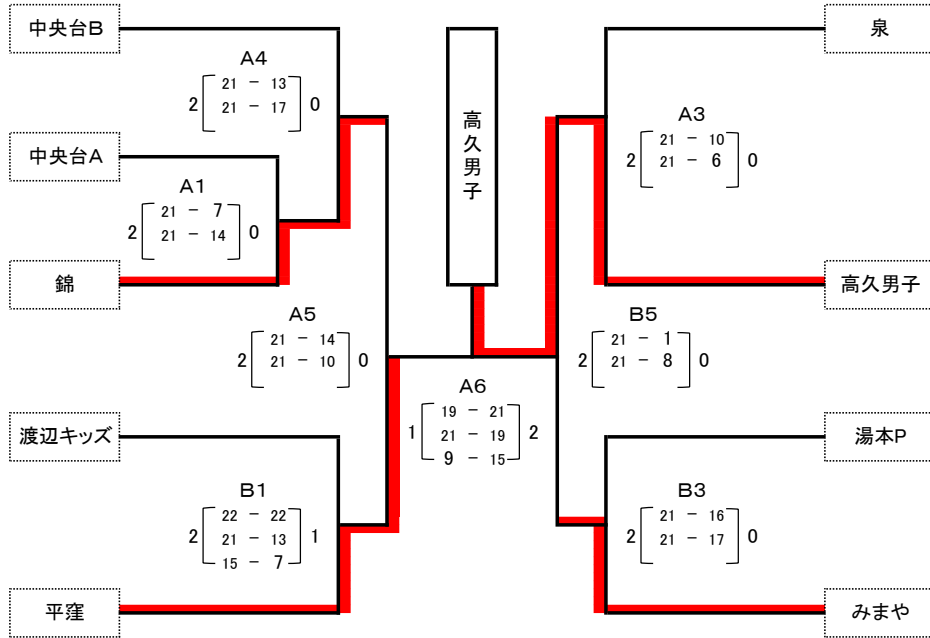 中央台B
泉
A4
2 21 - 13 0
21 - 17
高久男子
A3
2 21 - 10 0
21 - 6
中央台A
A1
2 21 - 7 0
21 - 14
錦
高久男子
A5
2 21 - 14 0
21 - 10
B5
2 21 - 1 0
21 - 8
A6
19 - 21
1 21 - 19 2
9 - 15
渡辺キッズ
湯本P
B1
22 - 22
2 21 - 13 1
15 - 7
B3
2 21 - 16 0
21 - 17
平窪
みまや